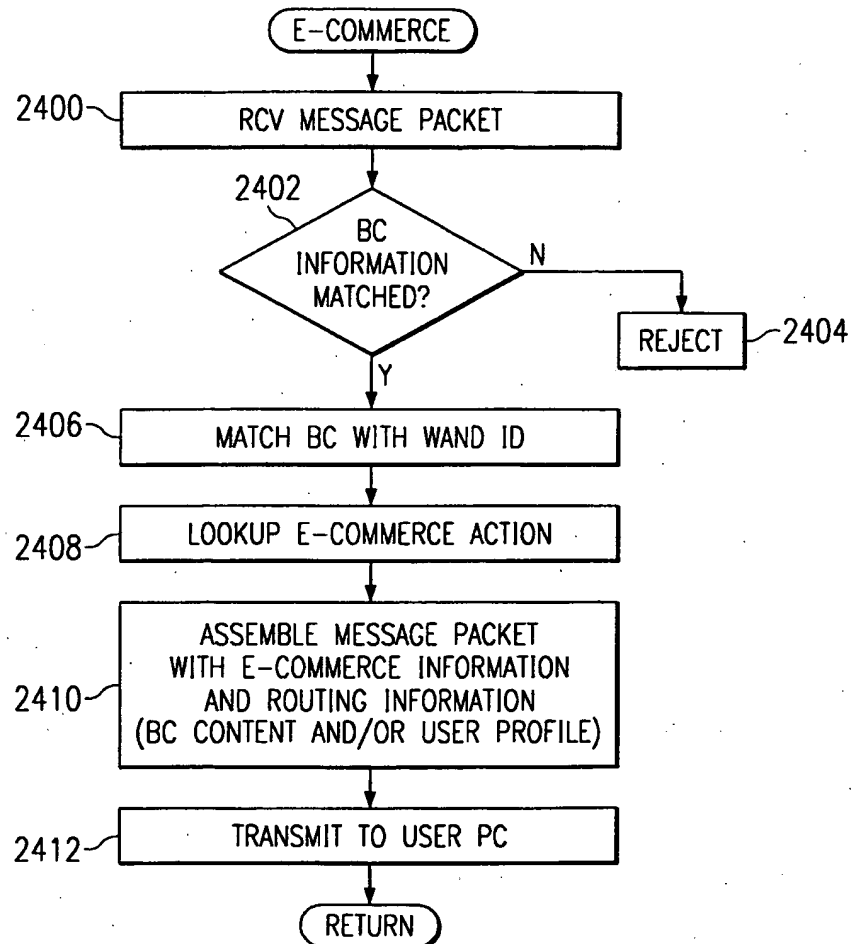 E-COMMERCE
2400
RCV MESSAGE PACKET
2402
BC
INFORMATION
MATCHED?
N
REJECT
2404
Y
2406
MATCH BC WITH WAND ID
2408
LOOKUP E-COMMERCE ACTION
2410
ASSEMBLE MESSAGE PACKET
WITH E-COMMERCE INFORMATION
AND ROUTING INFORMATION
(BC CONTENT AND/OR USER PROFILE)
2412
TRANSMIT TO USER PC
RETURN